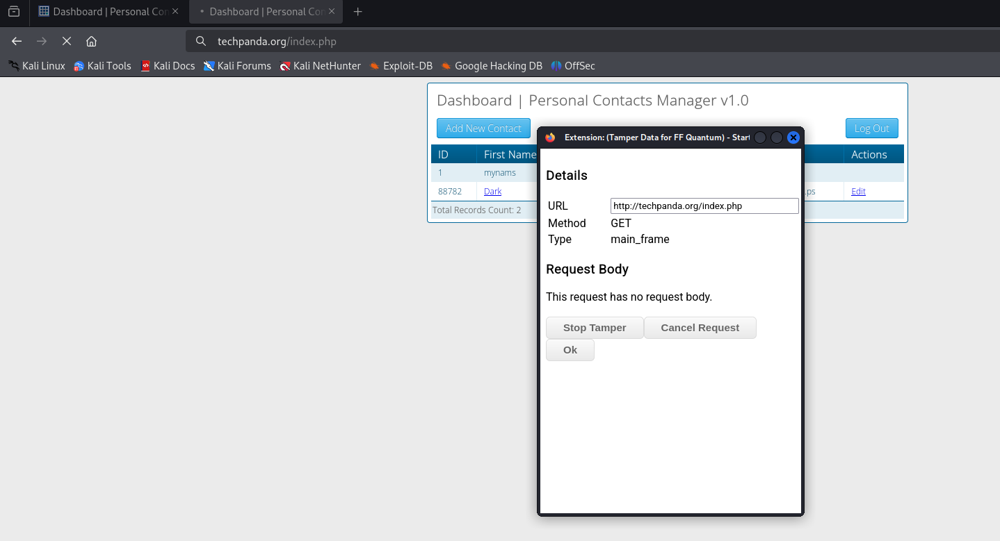 Dashboard | Personal Con
Dashboard | Personal Con
techpanda.org/index.php
Kali Linux Kali Tools Kali Docs Kali Forums Kali NetHunter Exploit-DB Google Hacking DB OffSec
Dashboard | Personal Contacts Manager v1.0
Add New Contact Log Out
ID First Name Actions
1 mynams
88782 Dark .ps Edit
Total Records Count: 2
Extension: (Tamper Data for FF Quantum) - Start
Details
URL http://techpanda.org/index.php
Method GET
Type main_frame
Request Body
This request has no request body.
Stop Tamper Cancel Request
Ok